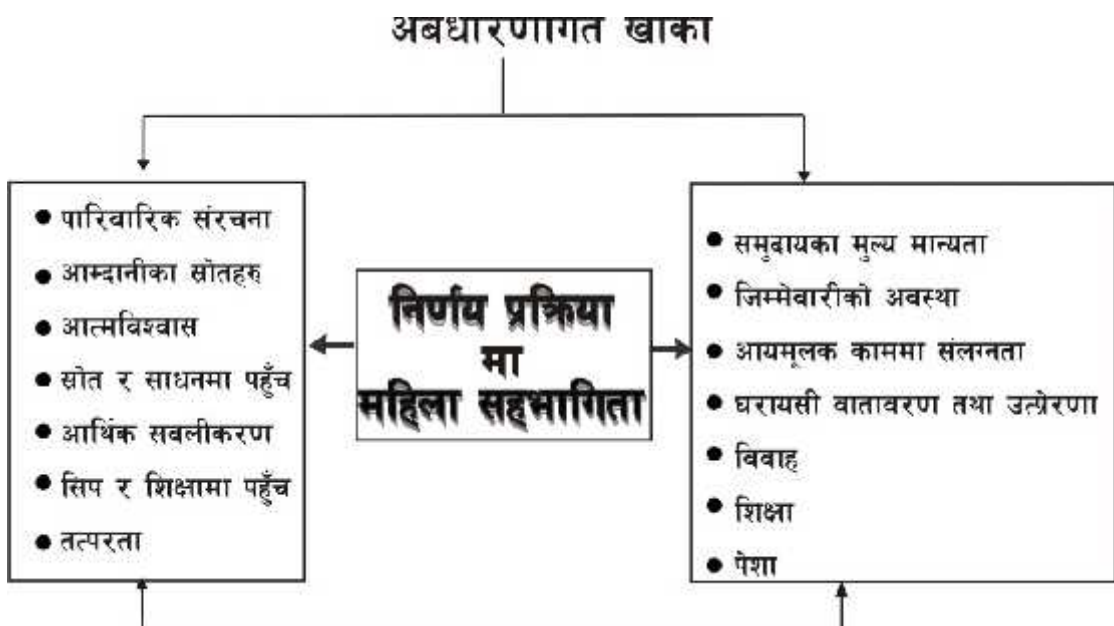 अबधारणागत खाका
● पारिवारिक संरचना
● आम्दानीका स्रोतहरु
● आत्मविश्वास
● स्रोत र साधनमा पहुँच
● आर्थिक सवलीकरण
● सिप र शिक्षामा पहुँच
● तत्परता
निर्णय प्रक्रिया
मा
महिला सहभागिता
● समुदायका मुल्य मान्यता
● जिम्मेवारीको अवस्था
● आयमूलक काममा संलग्नता
● घरायसी वातावरण तथा उत्प्रेरणा
● विवाह
● शिक्षा
● पेशा